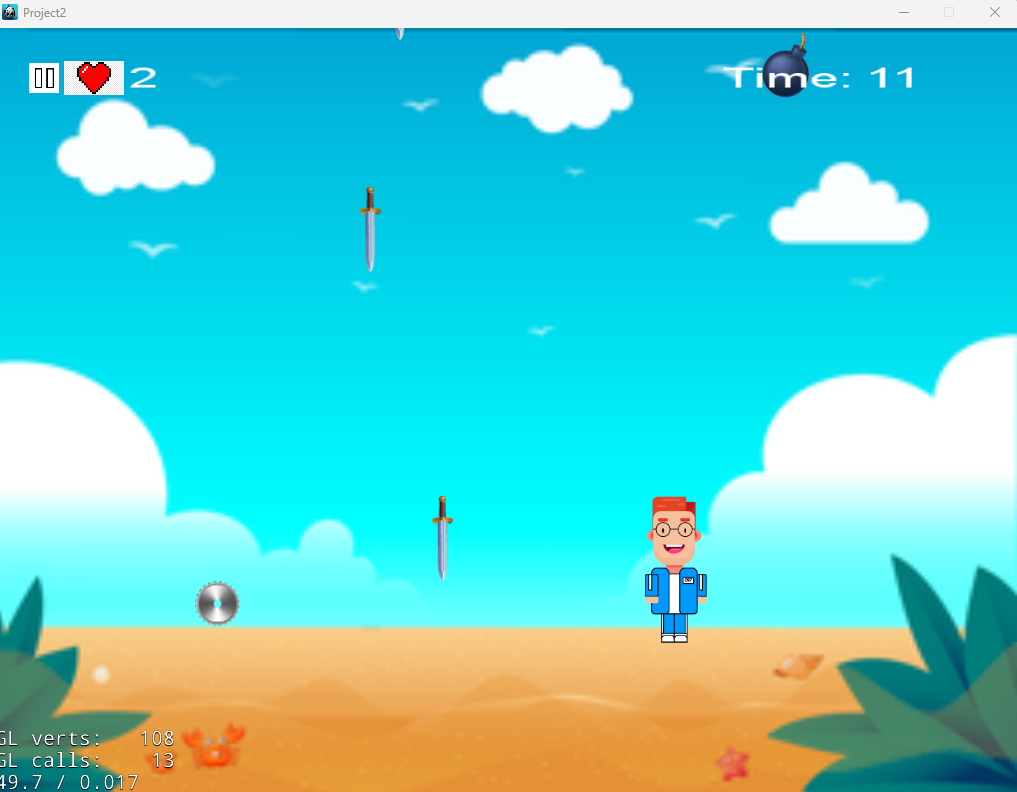 Project2
2
Time: 11
GL verts: 108
GL calls: 13
49.7 / 0.017